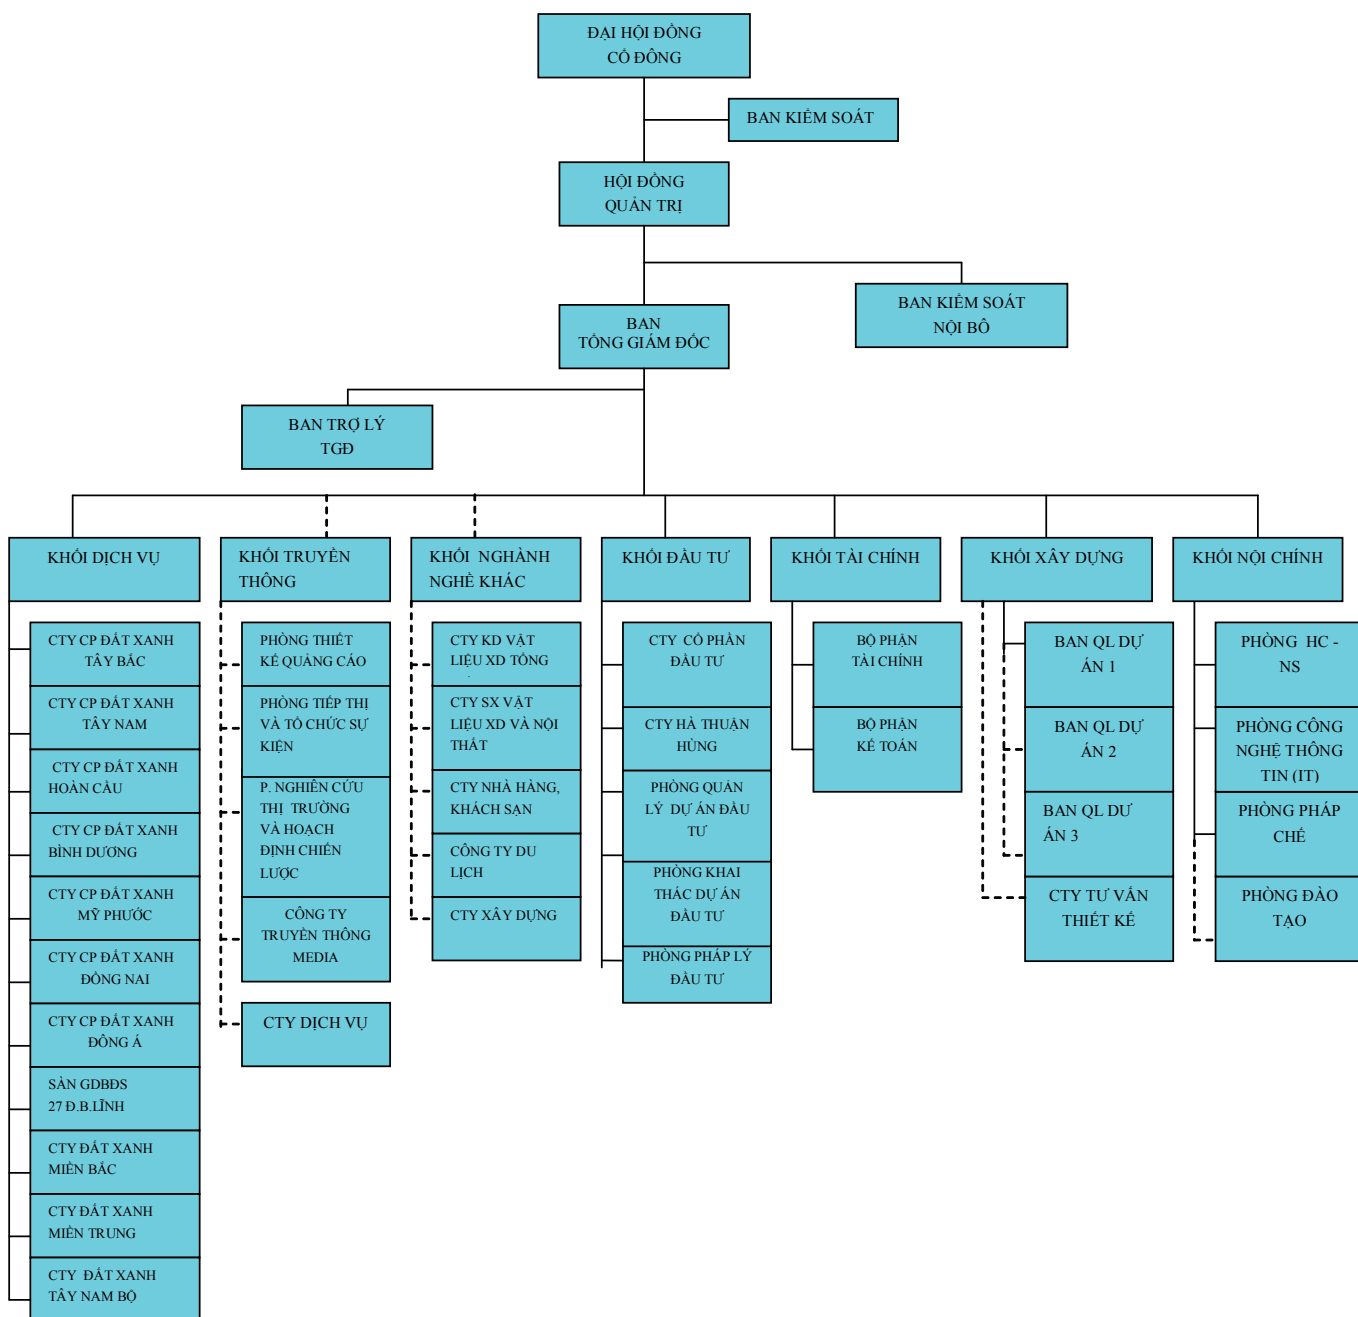 ĐẠI HỘI ĐỒNG
CỔ ĐÔNG
BAN KIỂM SOÁT
HỘI ĐỒNG
QUẢN TRỊ
BAN KIỂM SOÁT
NỘI BÔ
BAN
TỔNG GIÁM ĐỐC
BAN TRỢ LÝ
TGĐ
KHỐI DỊCH VỤ
KHỐI TRUYỀN
THÔNG
KHỐI NGHÀNH
NGHỀ KHÁC
KHỐI ĐẦU TƯ
KHỐI TÀI CHÍNH
KHỐI XÂY DỰNG
KHỐI NỘI CHÍNH
CTY CP ĐẤT XANH
TÂY BẮC
CTY CP ĐẤT XANH
TÂY NAM
CTY CP ĐẤT XANH
HOÀN CẦU
CTY CP ĐẤT XANH
BÌNH DƯƠNG
CTY CP ĐẤT XANH
MỸ PHƯỚC
CTY CP ĐẤT XANH
ĐỒNG NAI
CTY CP ĐẤT XANH
ĐÔNG Á
SÀN GDBĐS
27 Đ.B.LĨNH
CTY ĐẤT XANH
MIỀN BẮC
CTY ĐẤT XANH
MIỀN TRUNG
CTY ĐẤT XANH
TÂY NAM BỘ
PHÒNG THIẾT
KẾ QUẢNG CÁO
PHÒNG TIẾP THỊ
VÀ TỔ CHỨC SỰ
KIỆN
P. NGHIÊN CỨU
THỊ TRƯỜNG
VÀ HOẠCH
ĐỊNH CHIẾN
LƯỢC
CÔNG TY
TRUYỀN THÔNG
MEDIA
CTY DỊCH VỤ
CTY KD VẬT
LIỆU XD TỔNG
CTY SX VẬT
LIỆU XD VÀ NỘI
THẤT
CTY NHÀ HÀNG,
KHÁCH SẠN
CÔNG TY DU
LỊCH
CTY XÂY DỰNG
CTY CỔ PHẦN
ĐẦU TƯ
CTY HÀ THUẬN
HÙNG
PHÒNG QUẢN
LÝ DỰ ÁN ĐẦU
TƯ
PHÒNG KHAI
THÁC DỰ ÁN
ĐẦU TƯ
PHÒNG PHÁP LÝ
ĐẦU TƯ
BỘ PHẬN
TÀI CHÍNH
BỘ PHẬN
KẾ TOÁN
BAN QL DỰ
ÁN 1
BAN QL DỰ
ÁN 2
BAN QL DƯ
ÁN 3
CTY TƯ VẤN
THIẾT KẾ
PHÒNG HC -
NS
PHÒNG CÔNG
NGHỆ THÔNG
TIN (IT)
PHÒNG PHÁP
CHẾ
PHÒNG ĐÀO
TẠO